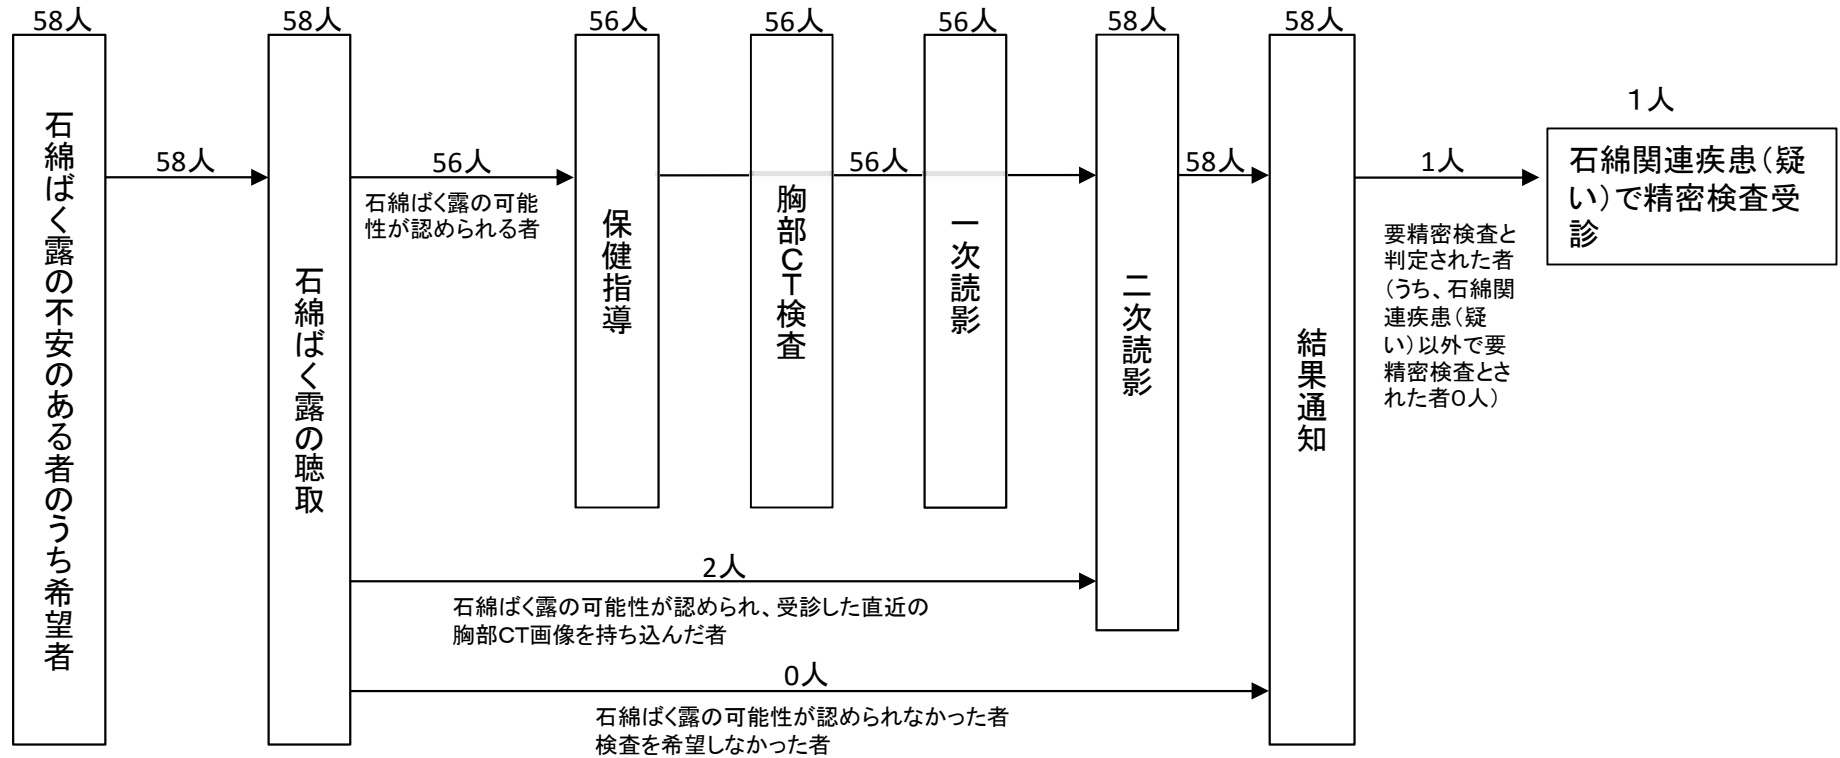 58人
58人
56人
56人
56人
58人
58人
1人
石綿ばく露の不安のある者のうち希望者
58人
石綿ばく露の聴取
56人
石綿ばく露の可能
性が認められる者
保健指導
胸部CT検査
56人
一次読影
二次読影
58人
結果通知
1人
要精密検査と
判定された者
(うち、石綿関
連疾患(疑
い)以外で要
精密検査とさ
れた者0人)
石綿関連疾患(疑
い)で精密検査受
診
2人
石綿ばく露の可能性が認められ、受診した直近の
胸部CT画像を持ち込んだ者
0人
石綿ばく露の可能性が認められなかった者
検査を希望しなかった者